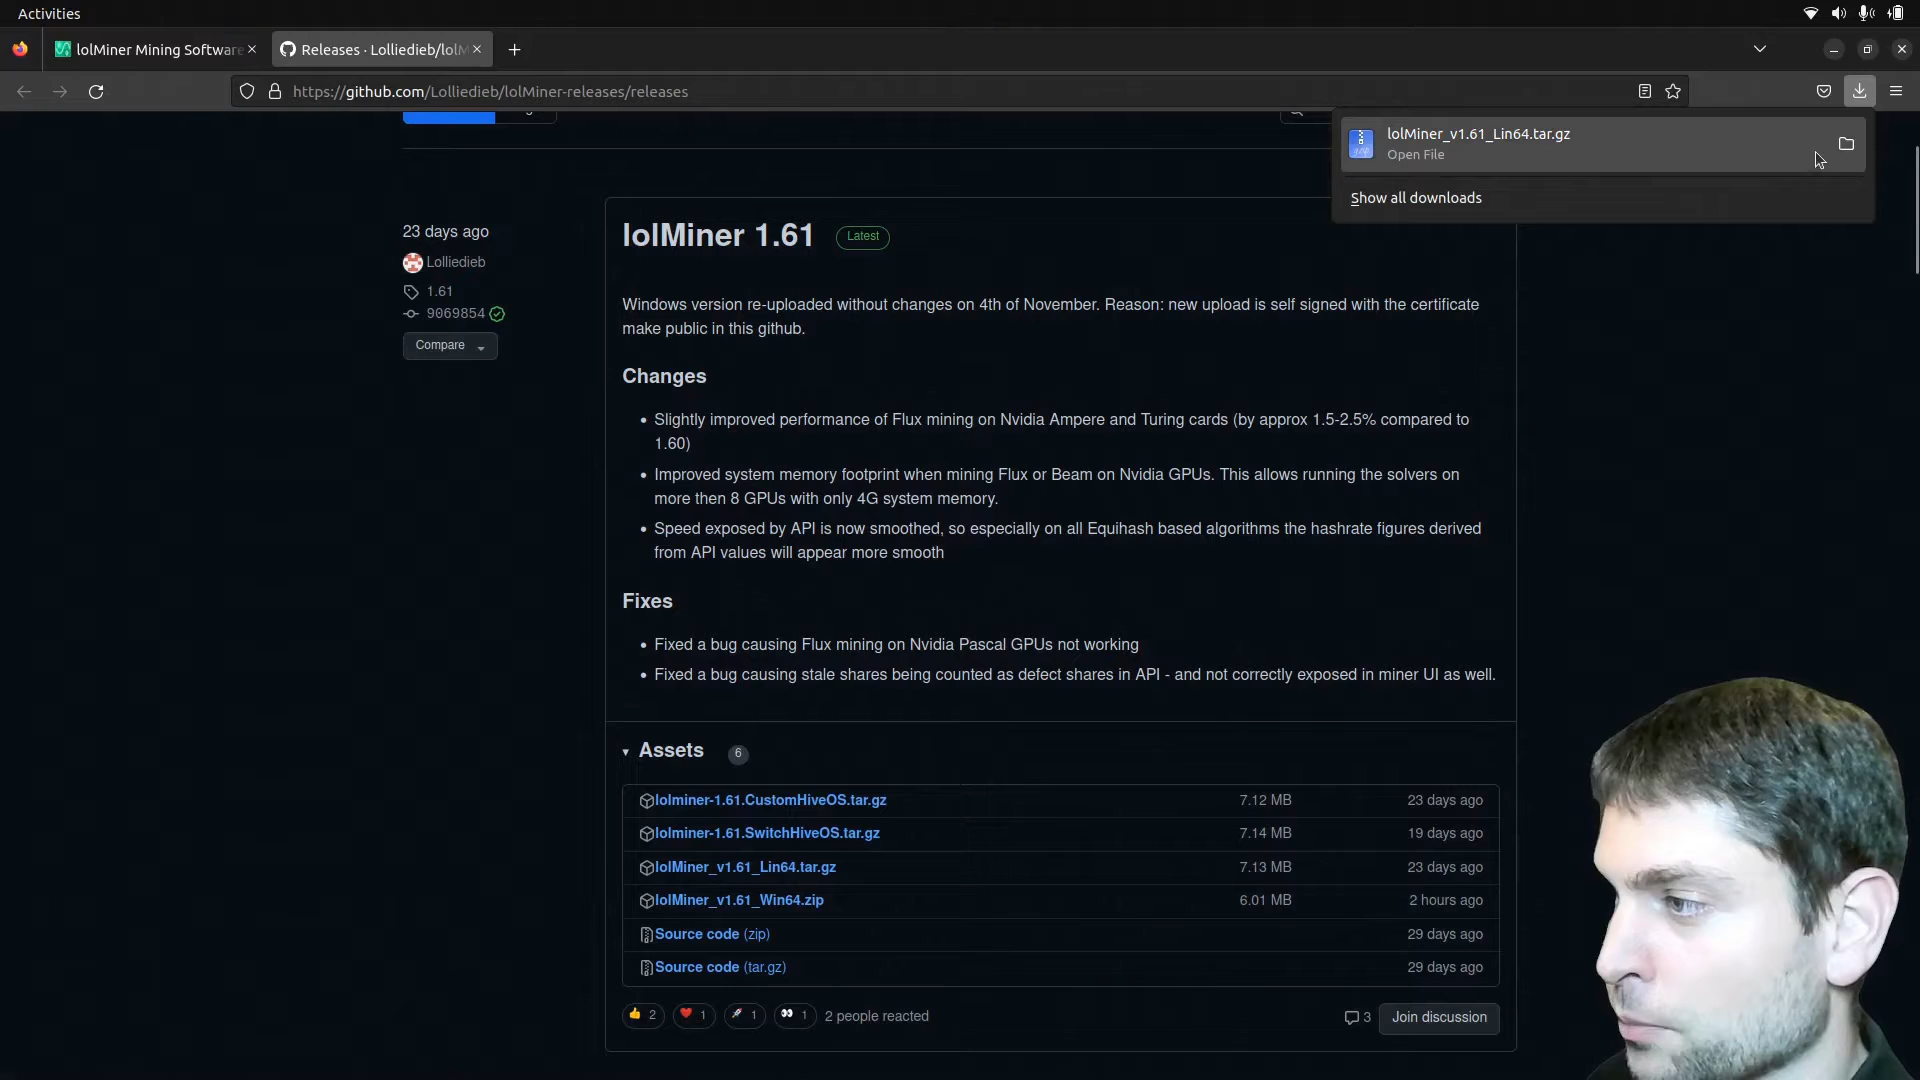 Activities
lolMiner Mining Software
Releases · Lolliedieb/lolM
https://github.com/Lolliedieb/lolMiner-releases/releases
lolMiner_v1.61_Lin64.tar.gz
Open File
Show all downloads
23 days ago
Lolliedieb
1.61
9069854
Compare
lolMiner 1.61
Latest
Windows version re-uploaded without changes on 4th of November. Reason: new upload is self signed with the certificate
make public in this github.
Changes
• Slightly improved performance of Flux mining on Nvidia Ampere and Turing cards (by approx 1.5-2.5% compared to
1.60)
• Improved system memory footprint when mining Flux or Beam on Nvidia GPUs. This allows running the solvers on
more then 8 GPUs with only 4G system memory.
• Speed exposed by API is now smoothed, so especially on all Equihash based algorithms the hashrate figures derived
from API values will appear more smooth
Fixes
• Fixed a bug causing Flux mining on Nvidia Pascal GPUs not working
• Fixed a bug causing stale shares being counted as defect shares in API - and not correctly exposed in miner UI as well.
Assets 6
lolminer-1.61.CustomHiveOS.tar.gz 7.12 MB 23 days ago
lolminer-1.61.SwitchHiveOS.tar.gz 7.14 MB 19 days ago
lolMiner_v1.61_Lin64.tar.gz 7.13 MB 23 days ago
lolMiner_v1.61_Win64.zip 6.01 MB 2 hours ago
Source code (zip) 29 days ago
Source code (tar.gz) 29 days ago
👍 2 ❤️ 1 🚀 1 👀 1 2 people reacted
3 Join discussion